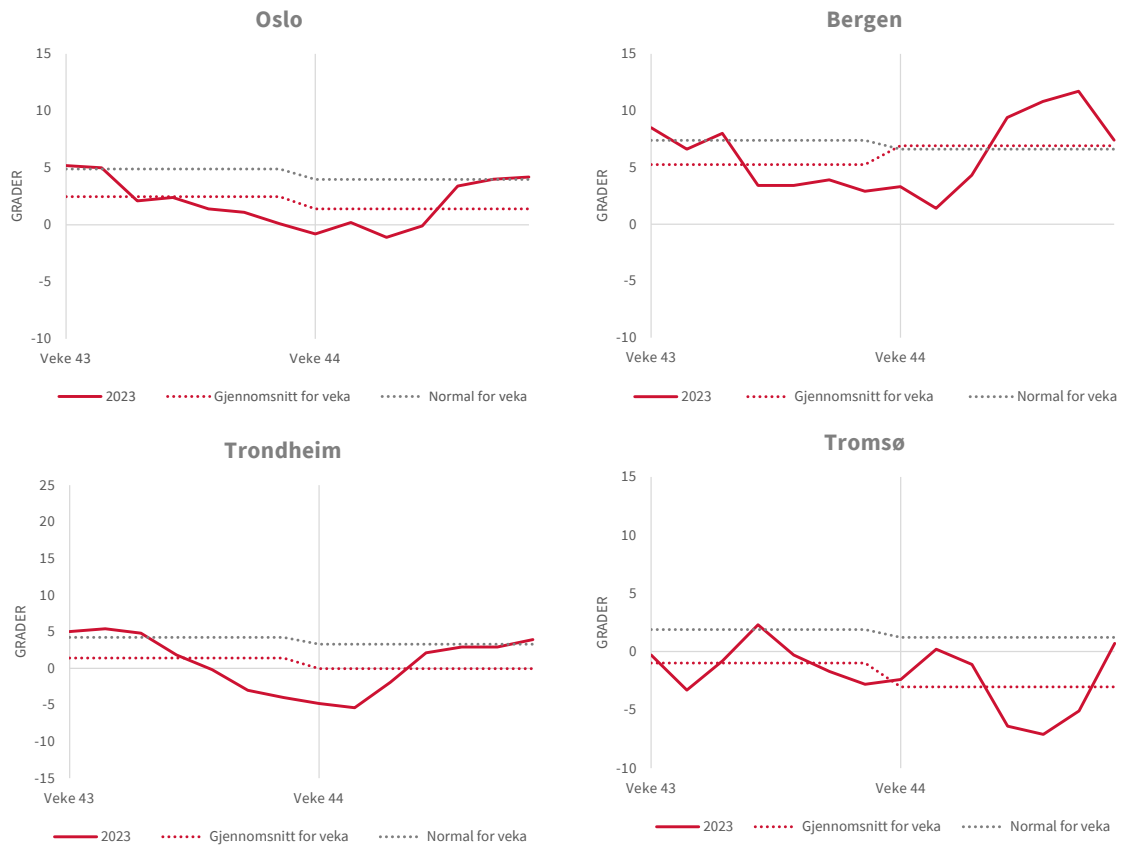 Oslo
15
10
5
0
-5
-10
GRADER
Veke 43 Veke 44
2023 Gjennomsnitt for veka Normal for veka
Bergen
15
10
5
0
-5
-10
GRADER
Veke 43 Veke 44
2023 Gjennomsnitt for veka Normal for veka
Trondheim
25
20
15
10
5
0
-5
-10
-15
GRADER
Veke 43 Veke 44
2023 Gjennomsnitt for veka Normal for veka
Tromsø
15
10
5
0
-5
-10
GRADER
Veke 43 Veke 44
2023 Gjennomsnitt for veka Normal for veka